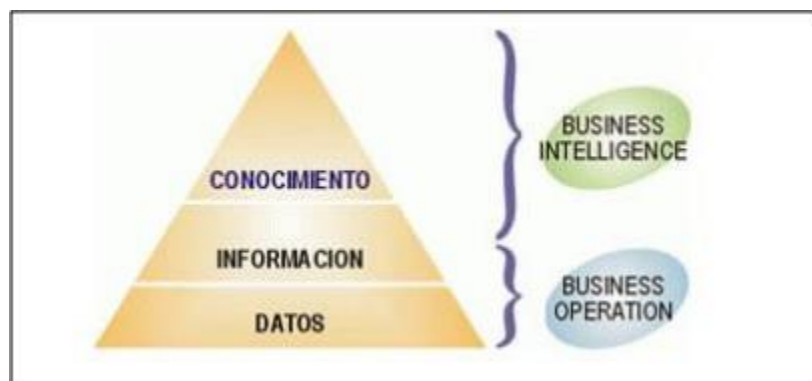 CONOCIMIENTO
INFORMACION
DATOS
BUSINESS
INTELLIGENCE
BUSINESS
OPERATION